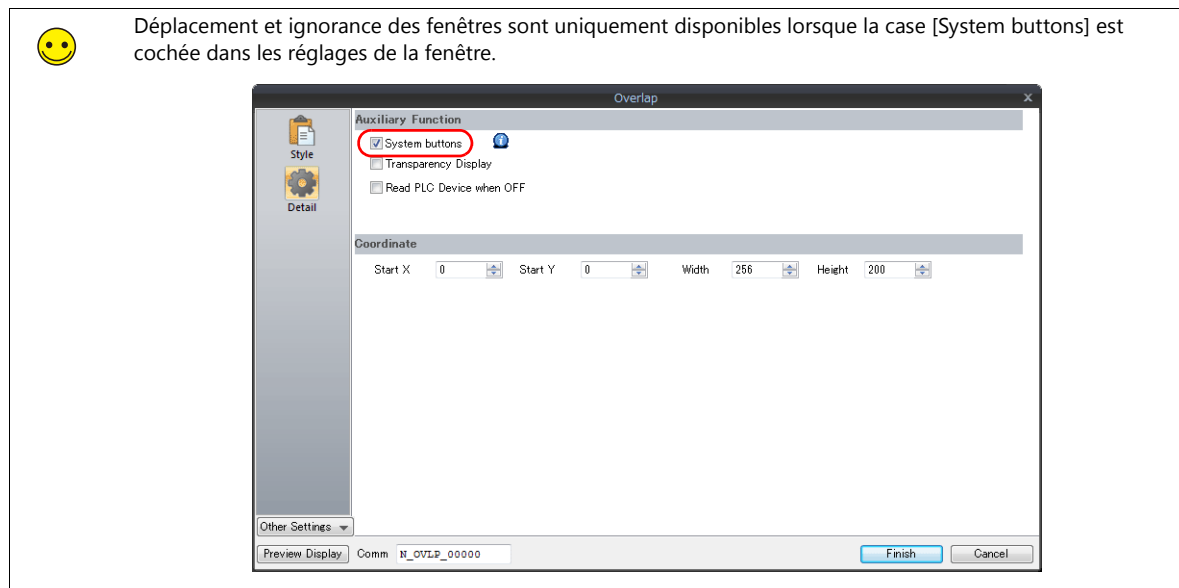 Déplacement et ignorance des fenêtres sont uniquement disponibles lorsque la case [System buttons] est
cochée dans les réglages de la fenêtre.
Overlap
Style
Detail
Auxiliary Function
System buttons
Transparency Display
Read PLC Device when OFF
Coordinate
Start X 0 Start Y 0 Width 256 Height 200
Other Settings
Preview Display Comm N_OVLP_00000 Finish Cancel